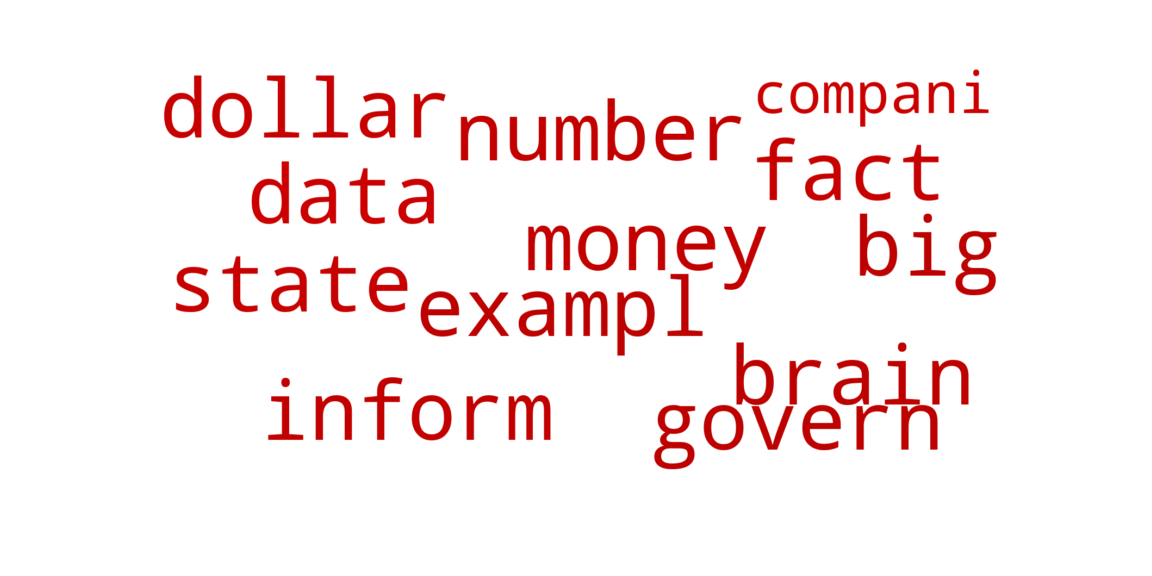 dollar
number
compani
data
fact
money
big
state
exampl
brain
inform
govern